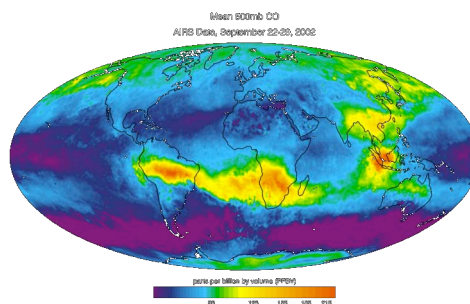 Mean 500mb CO
AIRS Data, September 22-29, 2002
parts per billion by volume (PPBV)